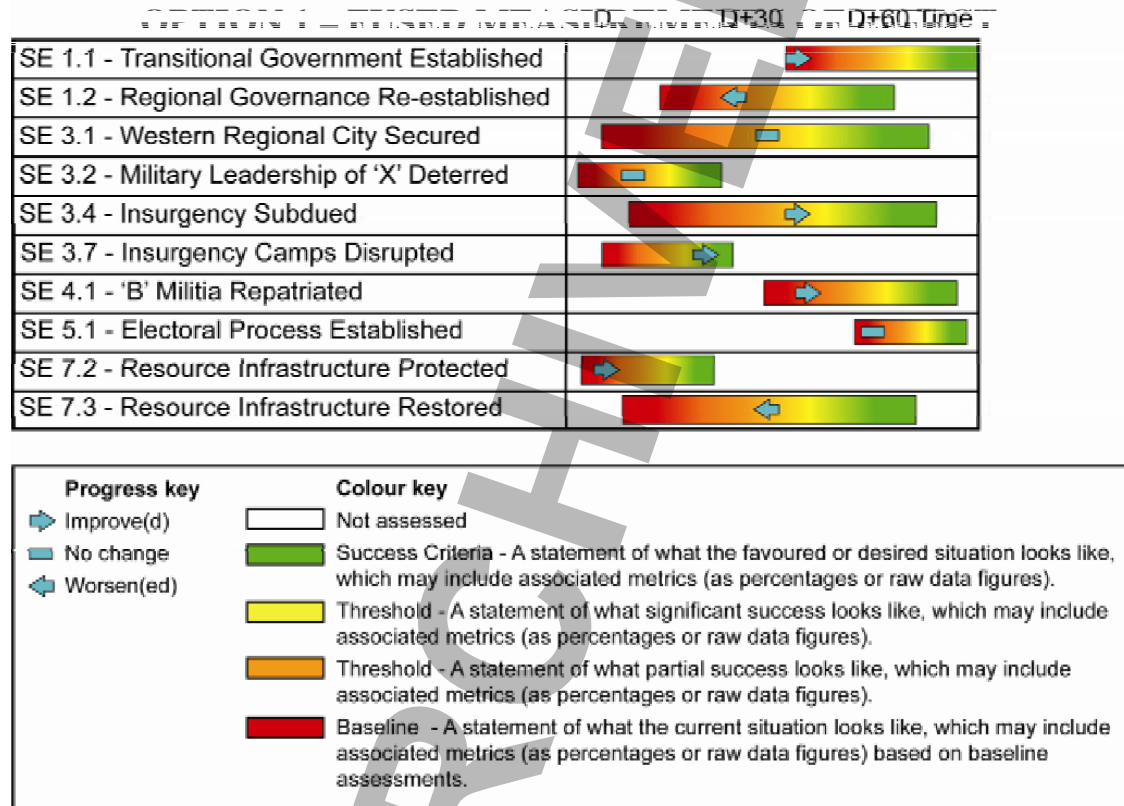 OPTION 1 – FUSED MEASUREMENTS OF
D D+30 D+60 Time
SE 1.1 - Transitional Government Established
SE 1.2 - Regional Governance Re-established
SE 3.1 - Western Regional City Secured
SE 3.2 - Military Leadership of ‘X’ Deterred
SE 3.4 - Insurgency Subdued
SE 3.7 - Insurgency Camps Disrupted
SE 4.1 - ‘B’ Militia Repatriated
SE 5.1 - Electoral Process Established
SE 7.2 - Resource Infrastructure Protected
SE 7.3 - Resource Infrastructure Restored
Progress key
Improve(d)
No change
Worsen(ed)
Colour key
Not assessed
Success Criteria - A statement of what the favoured or desired situation looks like,
which may include associated metrics (as percentages or raw data figures).
Threshold - A statement of what significant success looks like, which may include
associated metrics (as percentages or raw data figures).
Threshold - A statement of what partial success looks like, which may include
associated metrics (as percentages or raw data figures).
Baseline - A statement of what the current situation looks like, which may include
associated metrics (as percentages or raw data figures) based on baseline
assessments.
RCHIVE